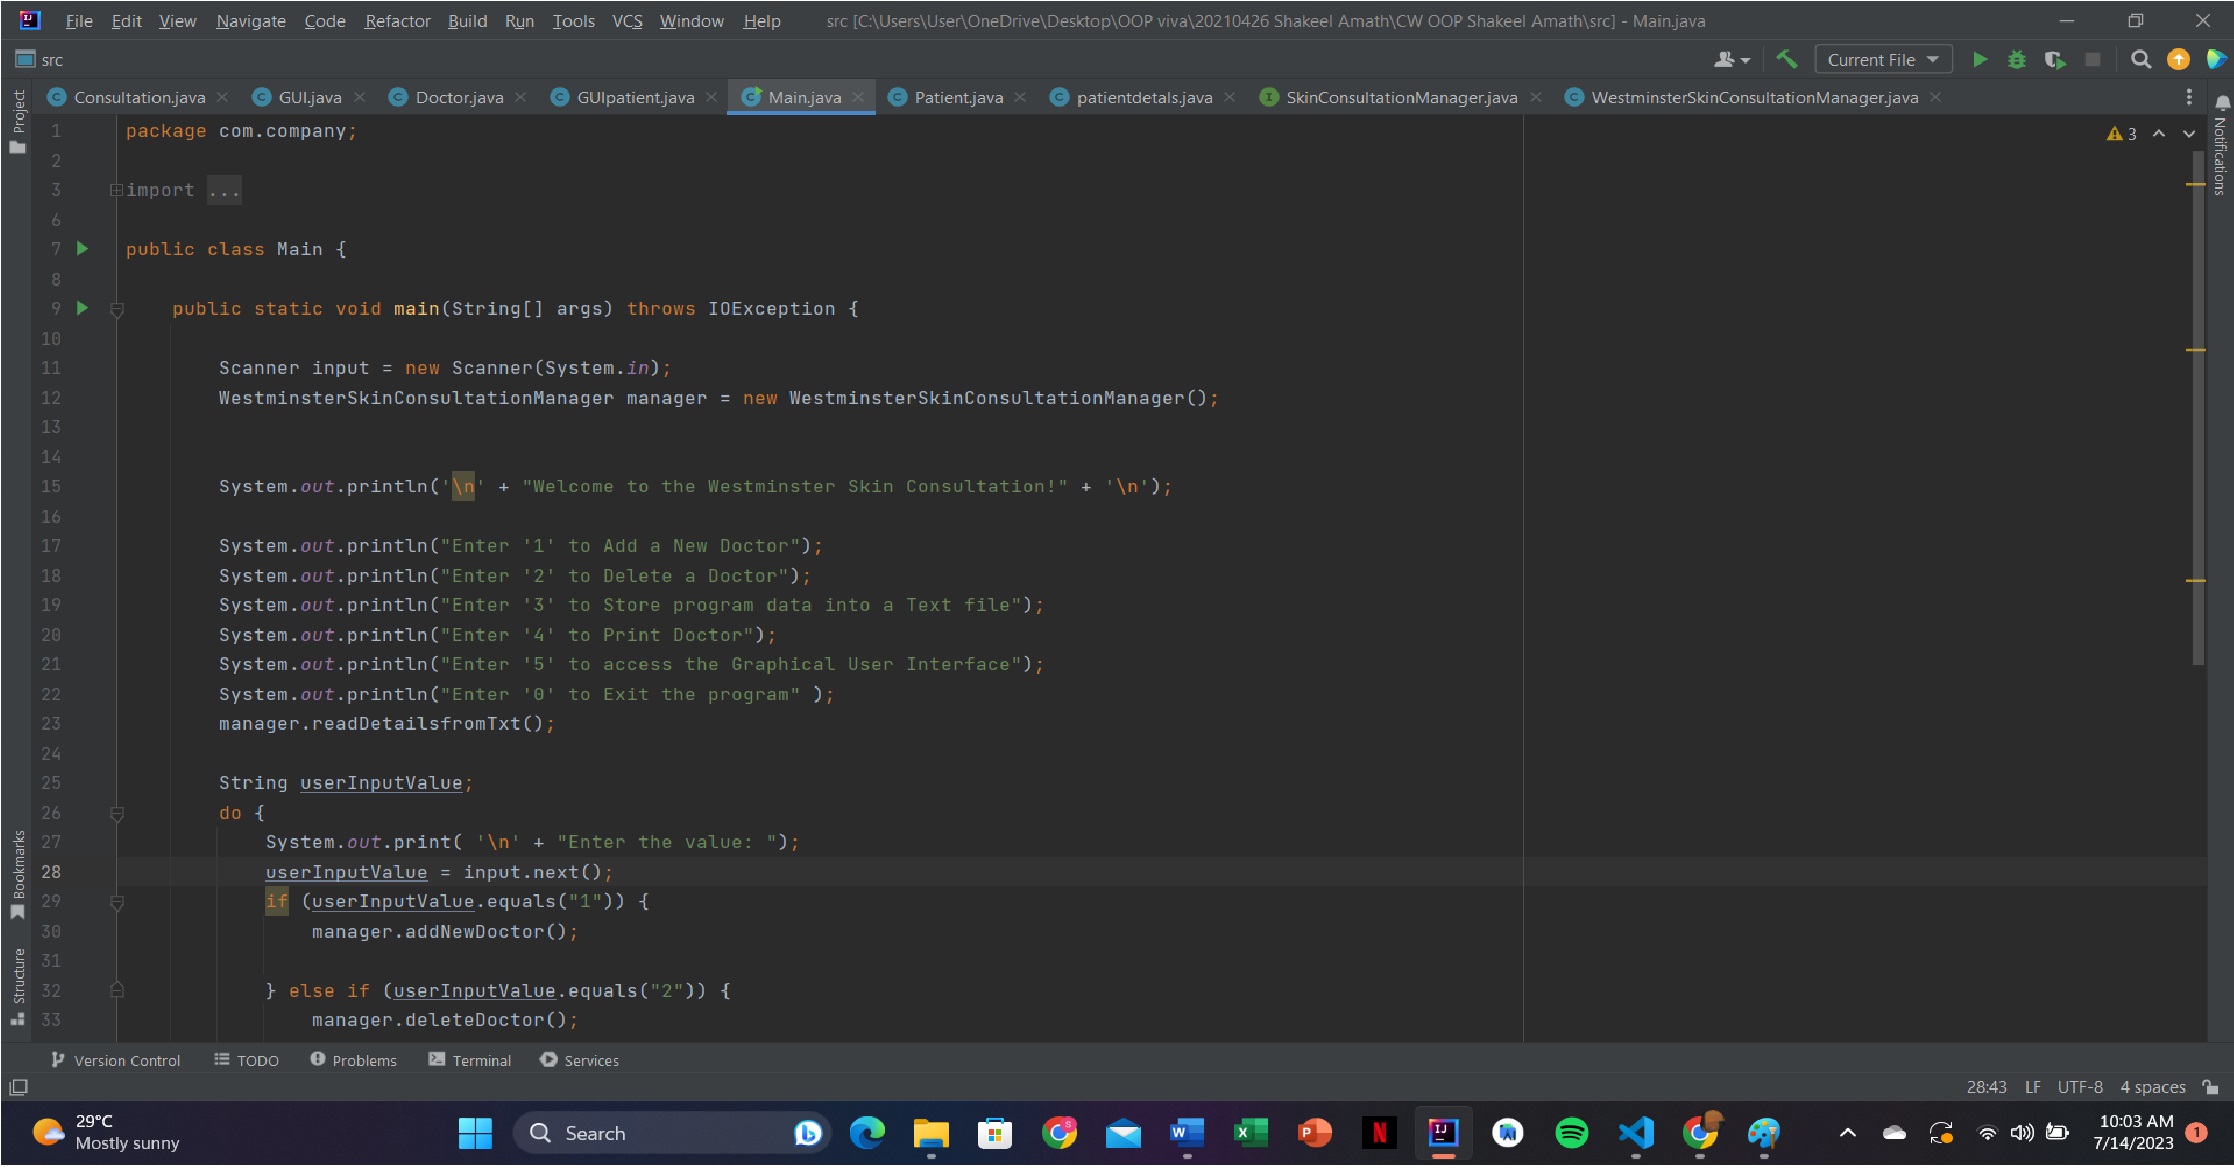 File Edit View Navigate Code Refactor Build Run Tools VCS Window Help src [C:\Users\User\OneDrive\Desktop\OOP viva\20210426 Shakeel Amath\CW OOP Shakeel Amath\src] - Main.java
src Current File
Consultation.java GUI.java Doctor.java GUIpatient.java Main.java Patient.java patientdetals.java SkinConsultationManager.java WestminsterSkinConsultationManager.java
Project
Notifications
3
1 package com.company;
2
3 import ...
6
7 public class Main {
8
9 public static void main(String[] args) throws IOException {
10
11 Scanner input = new Scanner(System.in);
12 WestminsterSkinConsultationManager manager = new WestminsterSkinConsultationManager();
13
14
15 System.out.println('\n' + "Welcome to the Westminster Skin Consultation!" + '\n');
16
17 System.out.println("Enter '1' to Add a New Doctor");
18 System.out.println("Enter '2' to Delete a Doctor");
19 System.out.println("Enter '3' to Store program data into a Text file");
20 System.out.println("Enter '4' to Print Doctor");
21 System.out.println("Enter '5' to access the Graphical User Interface");
22 System.out.println("Enter '0' to Exit the program" );
23 manager.readDetailsfromTxt();
24
25 String userInputValue;
26 do {
27 System.out.print( '\n' + "Enter the value: ");
28 userInputValue = input.next();
29 if (userInputValue.equals("1")) {
30 manager.addNewDoctor();
31
32 } else if (userInputValue.equals("2")) {
33 manager.deleteDoctor();
Bookmarks
Structure
Version Control TODO Problems Terminal Services
28:43 LF UTF-8 4 spaces
29°C
Mostly sunny
Search
10:03 AM
7/14/2023
1